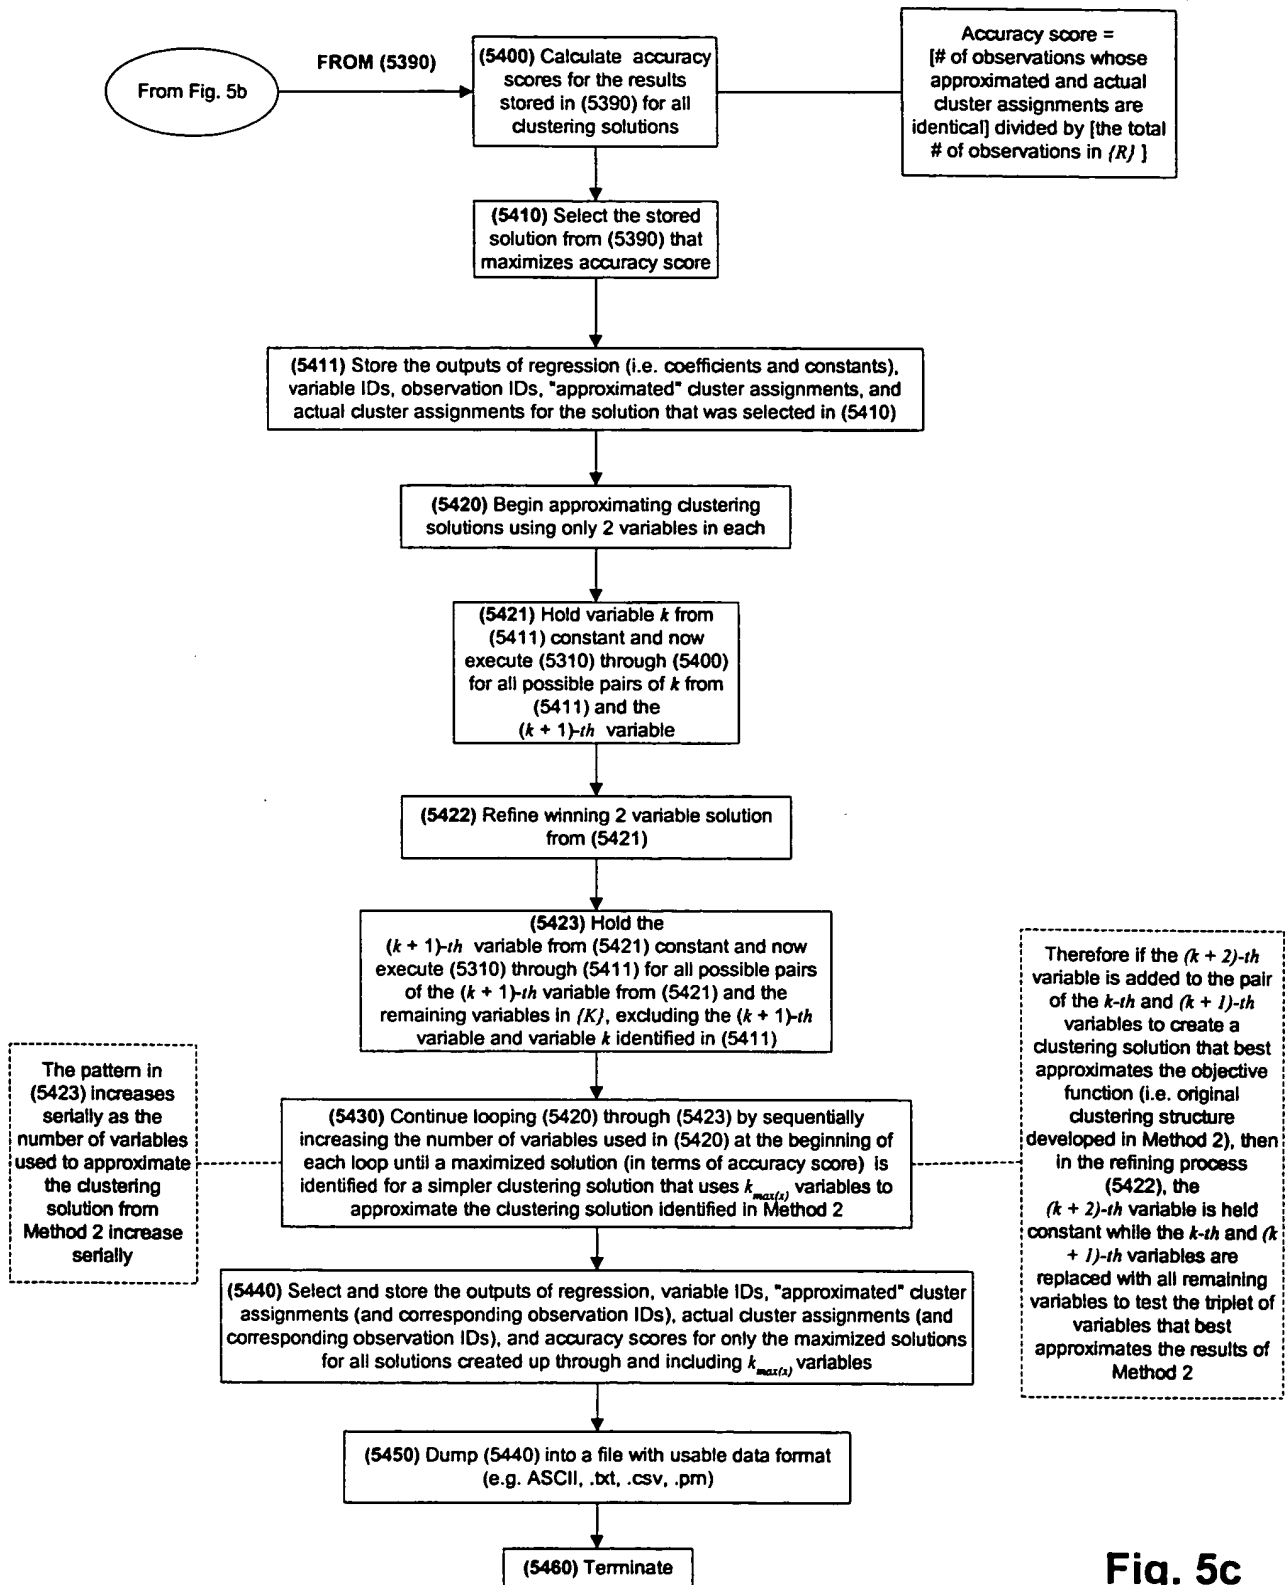 From Fig. 5b
FROM (5390)
(5400) Calculate accuracy
scores for the results
stored in (5390) for all
clustering solutions
Accuracy score =
[# of observations whose
approximated and actual
cluster assignments are
identical] divided by [the total
# of observations in {R} ]
(5410) Select the stored
solution from (5390) that
maximizes accuracy score
(5411) Store the outputs of regression (i.e. coefficients and constants),
variable IDs, observation IDs, "approximated" cluster assignments, and
actual cluster assignments for the solution that was selected in (5410)
(5420) Begin approximating clustering
solutions using only 2 variables in each
(5421) Hold variable k from
(5411) constant and now
execute (5310) through (5400)
for all possible pairs of k from
(5411) and the
(k + 1)-th variable
(5422) Refine winning 2 variable solution
from (5421)
(5423) Hold the
(k + 1)-th variable from (5421) constant and now
execute (5310) through (5411) for all possible pairs
of the (k + 1)-th variable from (5421) and the
remaining variables in {K}, excluding the (k + 1)-th
variable and variable k identified in (5411)
The pattern in
(5423) increases
serially as the
number of variables
used to approximate
the clustering
solution from
Method 2 increase
serially
(5430) Continue looping (5420) through (5423) by sequentially
increasing the number of variables used in (5420) at the beginning of
each loop until a maximized solution (in terms of accuracy score) is
identified for a simpler clustering solution that uses kmax(x) variables to
approximate the clustering solution identified in Method 2
Therefore if the (k + 2)-th
variable is added to the pair
of the k-th and (k + 1)-th
variables to create a
clustering solution that best
approximates the objective
function (i.e. original
clustering structure
developed in Method 2), then
in the refining process
(5422), the
(k + 2)-th variable is held
constant while the k-th and (k
+ 1)-th variables are
replaced with all remaining
variables to test the triplet of
variables that best
approximates the results of
Method 2
(5440) Select and store the outputs of regression, variable IDs, "approximated" cluster
assignments (and corresponding observation IDs), actual cluster assignments (and
corresponding observation IDs), and accuracy scores for only the maximized solutions
for all solutions created up through and including kmax(x) variables
(5450) Dump (5440) into a file with usable data format
(e.g. ASCII, .txt, .csv, .prn)
(5460) Terminate
Fig. 5c